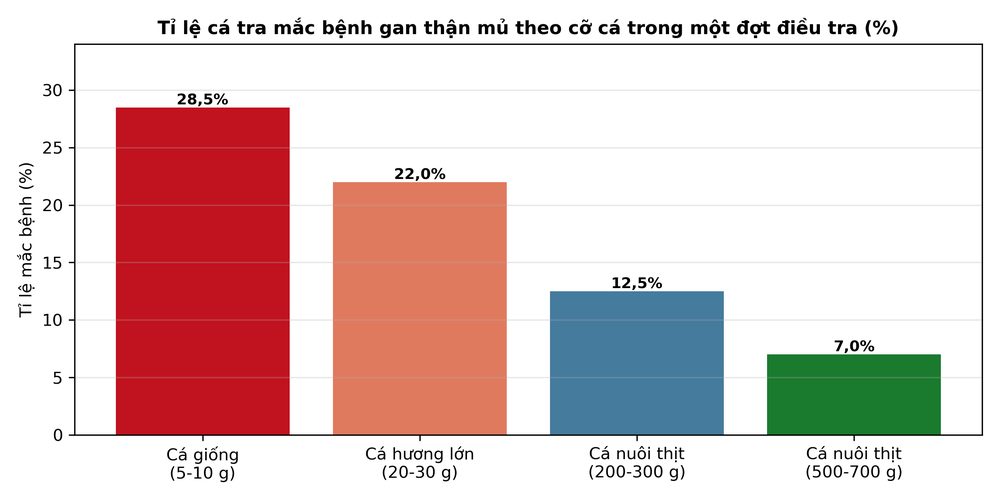 Tỉ lệ cá tra mắc bệnh gan thận mủ theo cỡ cá trong một đợt điều tra (%)
Tỉ lệ mắc bệnh (%)
30
25
20
15
10
5
0
28,5%
22,0%
12,5%
7,0%
Cá giống
(5-10 g)
Cá hương lớn
(20-30 g)
Cá nuôi thịt
(200-300 g)
Cá nuôi thịt
(500-700 g)